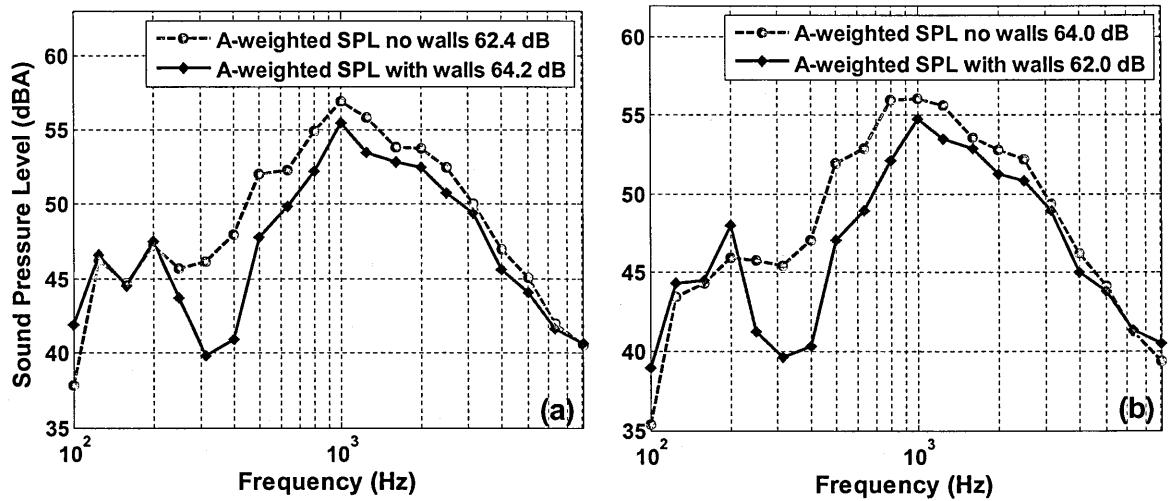 A-weighted SPL no walls 62.4 dB
A-weighted SPL with walls 64.2 dB
Sound Pressure Level (dBA)
60
55
50
45
40
35
10²
10³
Frequency (Hz)
(a)
A-weighted SPL no walls 64.0 dB
A-weighted SPL with walls 62.0 dB
60
55
50
45
40
35
10²
10³
Frequency (Hz)
(b)